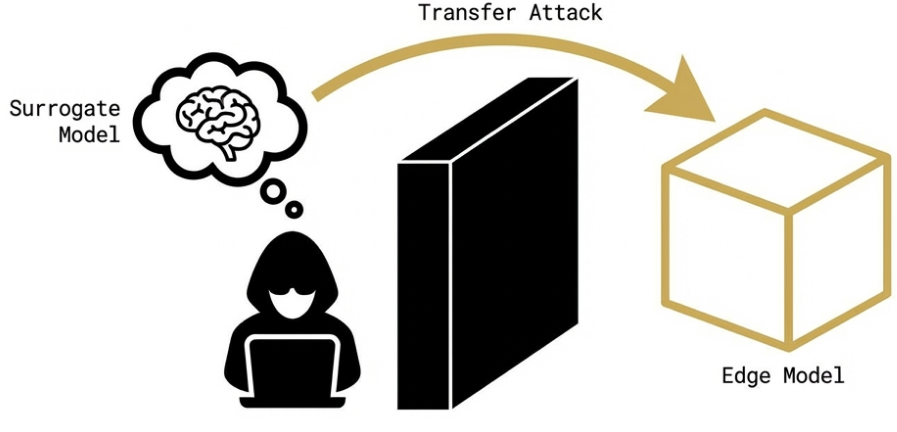 Transfer Attack
Surrogate
Model
Edge Model